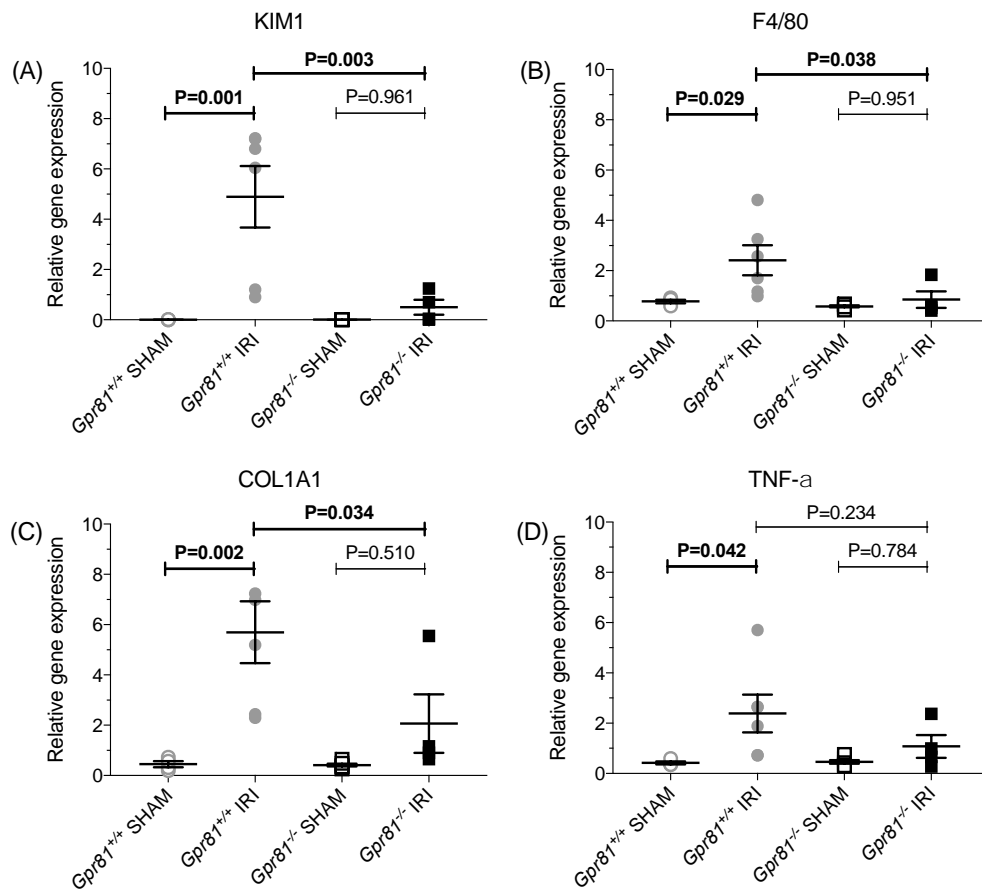 KIM1
(A)
P=0.003
P=0.001
P=0.961
Relative gene expression
10
8
6
4
2
0
Gpr81+/+ SHAM
Gpr81+/+ IRI
Gpr81-/- SHAM
Gpr81-/- IRI
F4/80
(B)
P=0.038
P=0.029
P=0.951
Relative gene expression
10
8
6
4
2
0
Gpr81+/+ SHAM
Gpr81+/+ IRI
Gpr81-/- SHAM
Gpr81-/- IRI
COL1A1
(C)
P=0.034
P=0.002
P=0.510
Relative gene expression
10
8
6
4
2
0
Gpr81+/+ SHAM
Gpr81+/+ IRI
Gpr81-/- SHAM
Gpr81-/- IRI
TNF-a
(D)
P=0.234
P=0.042
P=0.784
Relative gene expression
10
8
6
4
2
0
Gpr81+/+ SHAM
Gpr81+/+ IRI
Gpr81-/- SHAM
Gpr81-/- IRI